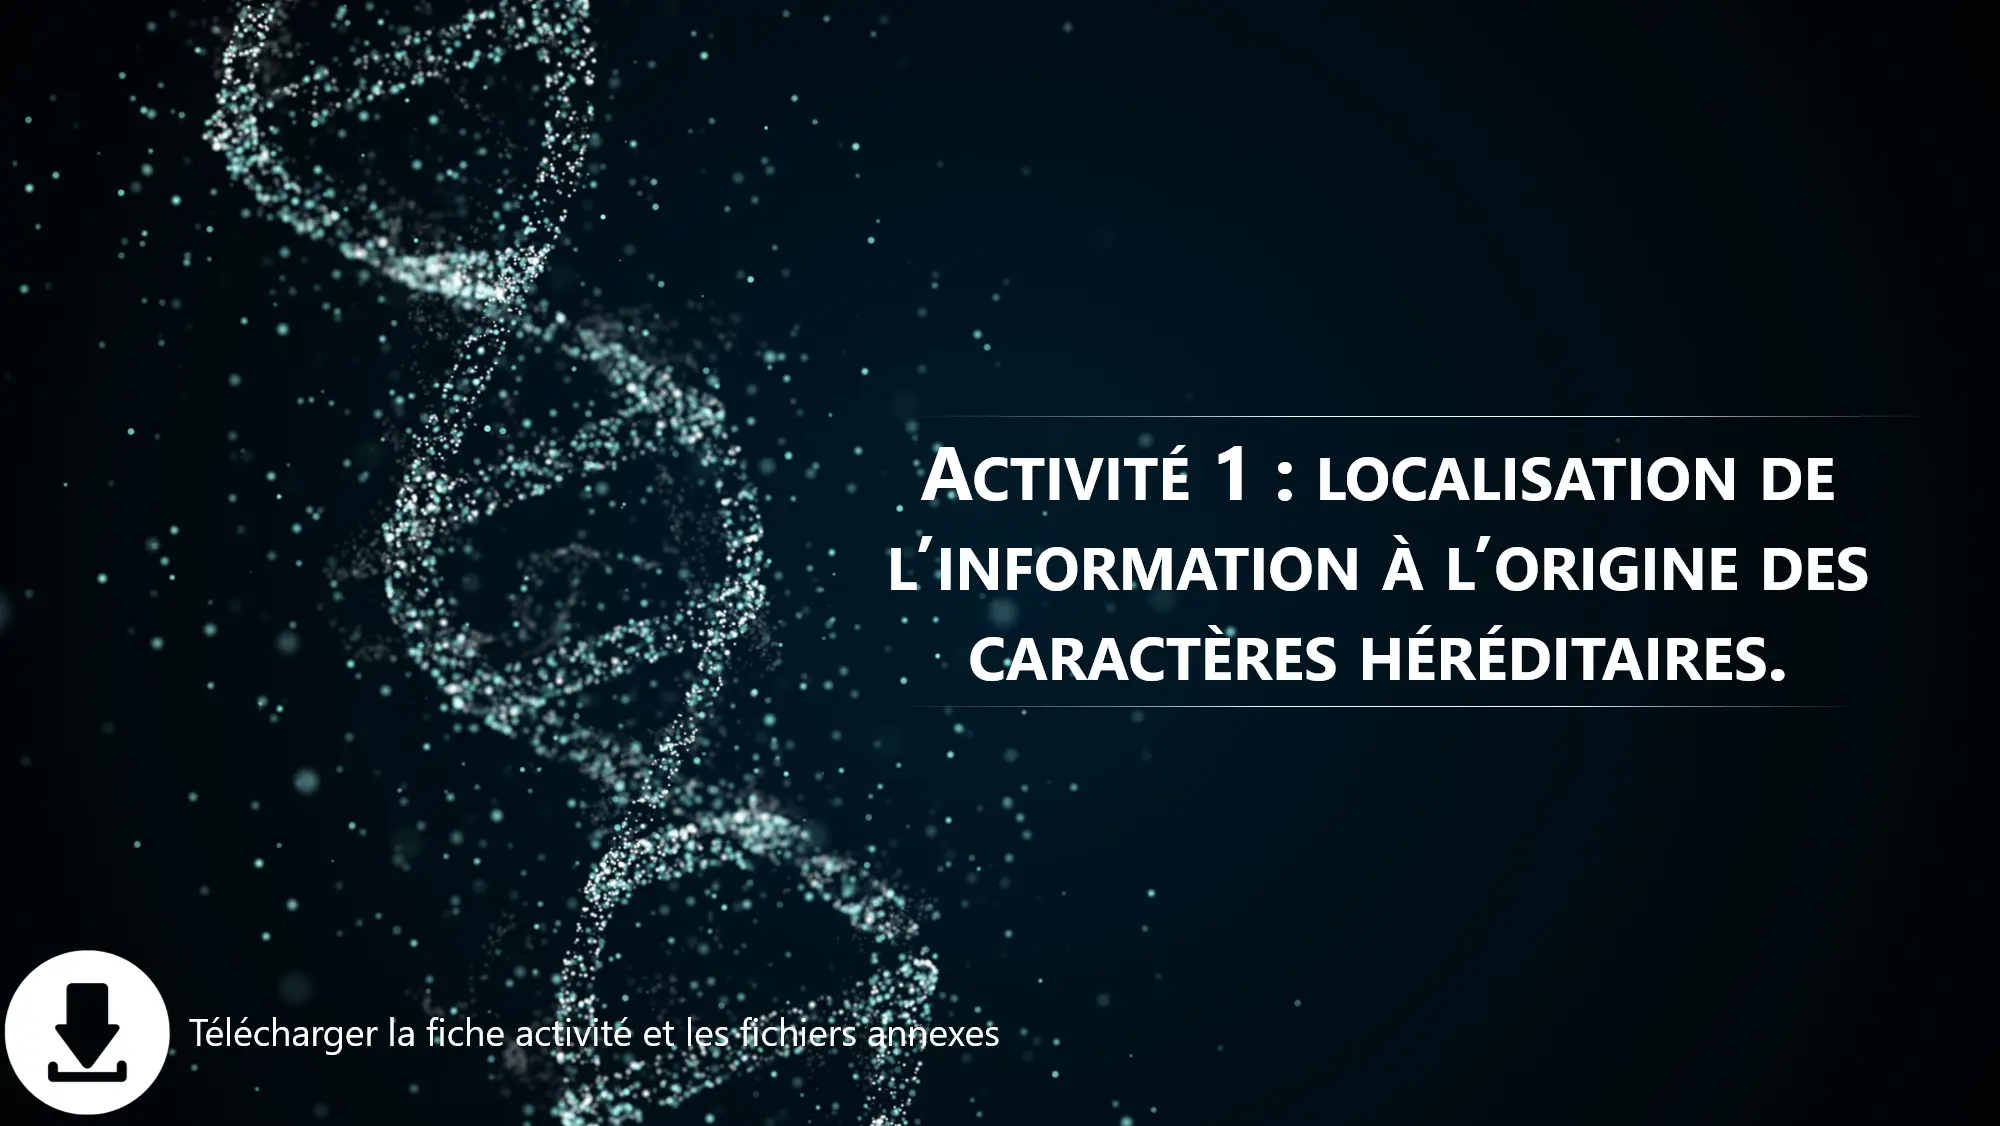 Activité 1 : localisation de
l’information à l’origine des
caractères héréditaires.
Télécharger la fiche activité et les fichiers annexes